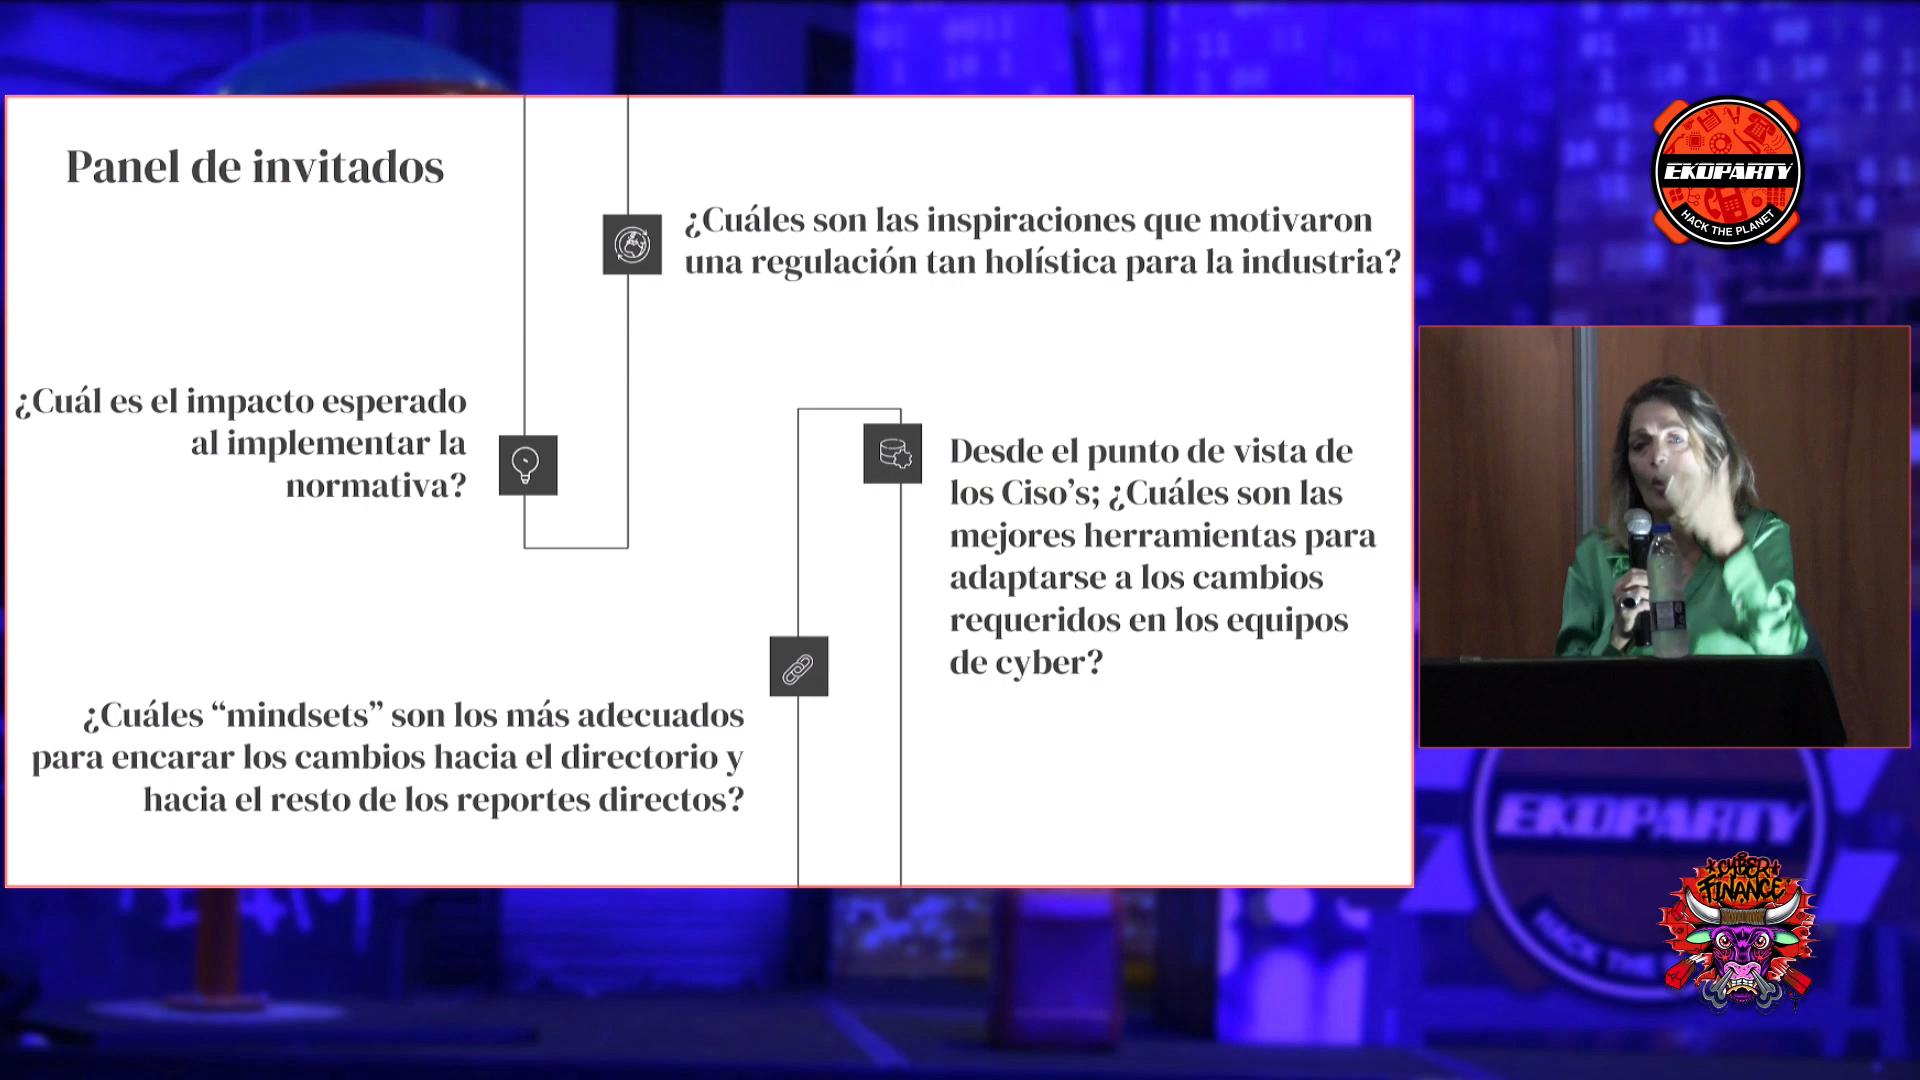 Panel de invitados
¿Cuáles son las inspiraciones que motivaron
una regulación tan holística para la industria?
¿Cuál es el impacto esperado
al implementar la
normativa?
Desde el punto de vista de
los Ciso’s; ¿Cuáles son las
mejores herramientas para
adaptarse a los cambios
requeridos en los equipos
de cyber?
¿Cuáles “mindsets” son los más adecuados
para encarar los cambios hacia el directorio y
hacia el resto de los reportes directos?
EKOPARTY
HACK THE PLANET
EKOPARTY
HACK THE
CYBER
FINANCE